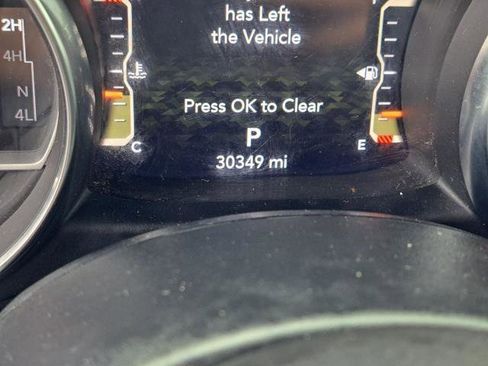 has Left
the Vehicle
2H
4H
N
4L
Press OK to Clear
P
C
E
30349 mi